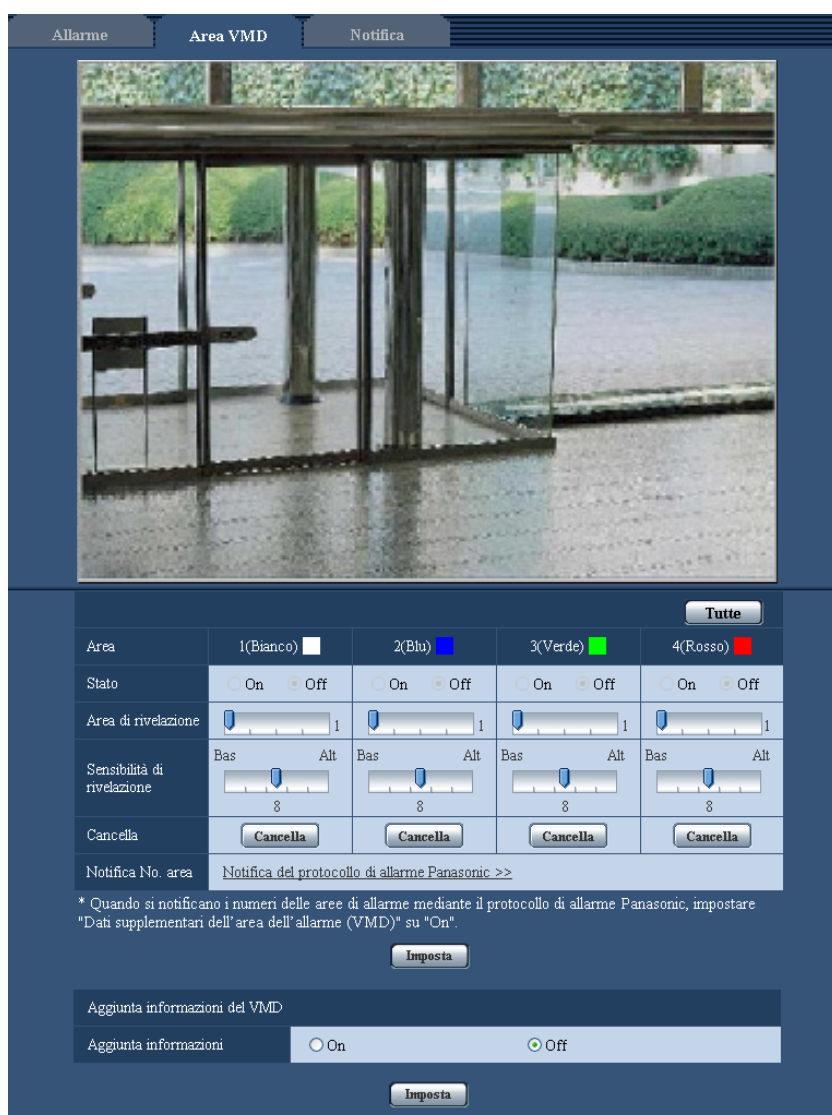 Allarme Area VMD Notifica
Tutte
Area 1(Bianco) 2(Blu) 3(Verde) 4(Rosso)
Stato On Off On Off On Off On Off
Area di rivelazione 1 1 1 1
Bas Alt Bas Alt Bas Alt Bas Alt
Sensibilità di
rivelazione
8 8 8 8
Cancella Cancella Cancella Cancella Cancella
Notifica No. area Notifica del protocollo di allarme Panasonic >>
* Quando si notificano i numeri delle aree di allarme mediante il protocollo di allarme Panasonic, impostare
"Dati supplementari dell'area dell'allarme (VMD)" su "On".
Imposta
Aggiunta informazioni del VMD
Aggiunta informazioni On Off
Imposta